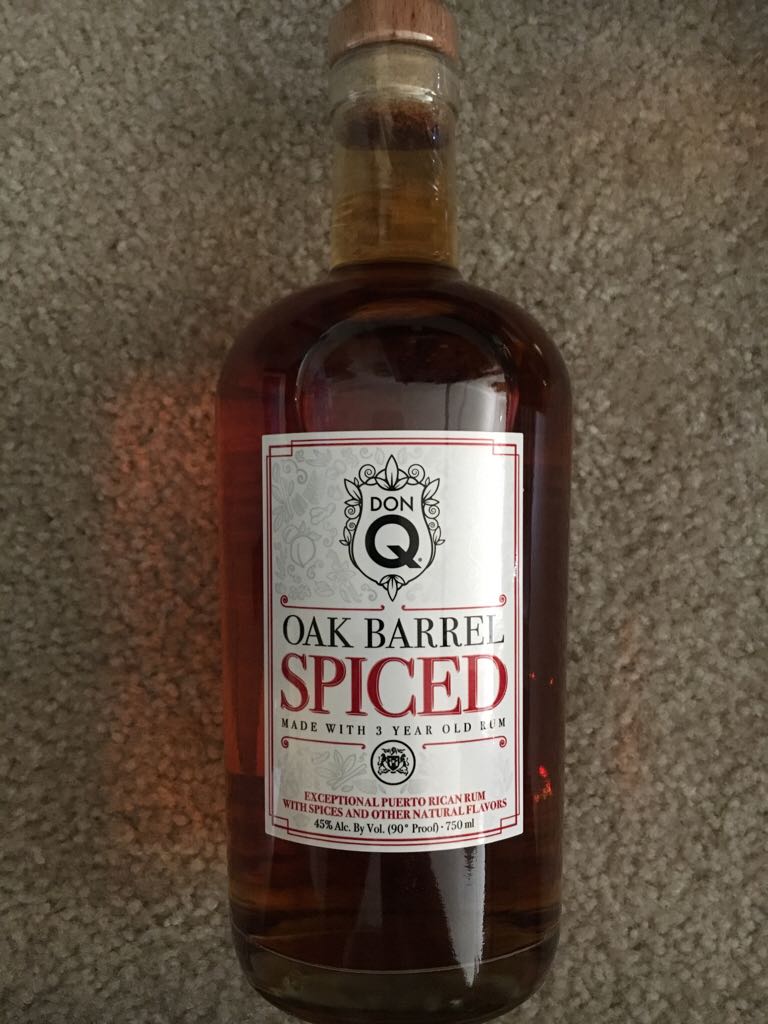 DON
Q
OAK BARREL
SPICED
MADE WITH 3 YEAR OLD RUM
EXCEPTIONAL PUERTO RICAN RUM
WITH SPICES AND OTHER NATURAL FLAVORS
45% Alc. By Vol. (90° Proof) · 750 ml